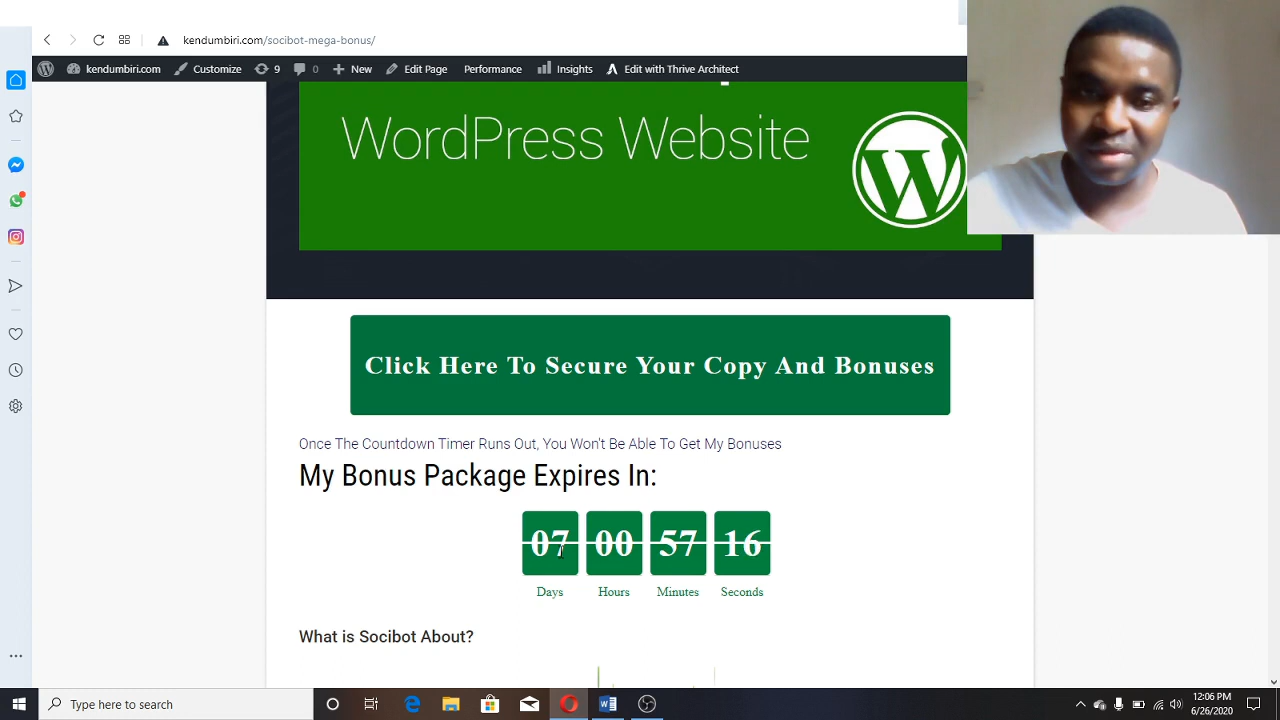 kendumbiri.com/socibot-mega-bonus/
kendumbiri.com Customize 9 0 New Edit Page Performance Insights Edit with Thrive Architect
WordPress Website
Click Here To Secure Your Copy And Bonuses
Once The Countdown Timer Runs Out, You Won't Be Able To Get My Bonuses
My Bonus Package Expires In:
07 00 57 16
Days Hours Minutes Seconds
What is Socibot About?
Type here to search
12:06 PM
6/26/2020